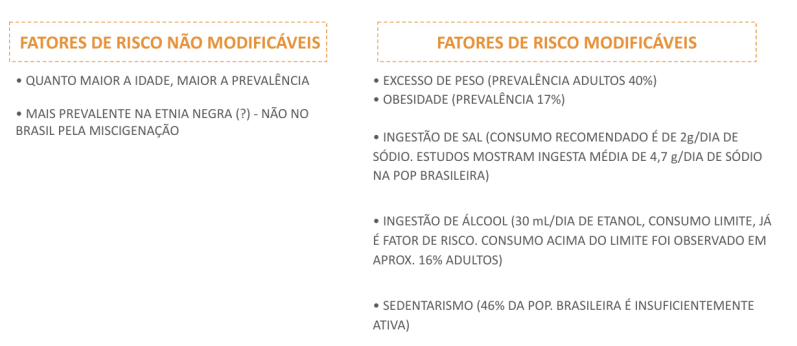 FATORES DE RISCO NÃO MODIFICÁVEIS
• QUANTO MAIOR A IDADE, MAIOR A PREVALÊNCIA
• MAIS PREVALENTE NA ETNIA NEGRA (?) - NÃO NO
BRASIL PELA MISCIGENAÇÃO
FATORES DE RISCO MODIFICÁVEIS
• EXCESSO DE PESO (PREVALÊNCIA ADULTOS 40%)
• OBESIDADE (PREVALÊNCIA 17%)
• INGESTÃO DE SAL (CONSUMO RECOMENDADO É DE 2g/DIA DE
SÓDIO. ESTUDOS MOSTRAM INGESTA MÉDIA DE 4,7 g/DIA DE SÓDIO
NA POP BRASILEIRA)
• INGESTÃO DE ÁLCOOL (30 mL/DIA DE ETANOL, CONSUMO LIMITE, JÁ
É FATOR DE RISCO. CONSUMO ACIMA DO LIMITE FOI OBSERVADO EM
APROX. 16% ADULTOS)
• SEDENTARISMO (46% DA POP. BRASILEIRA É INSUFICIENTEMENTE
ATIVA)